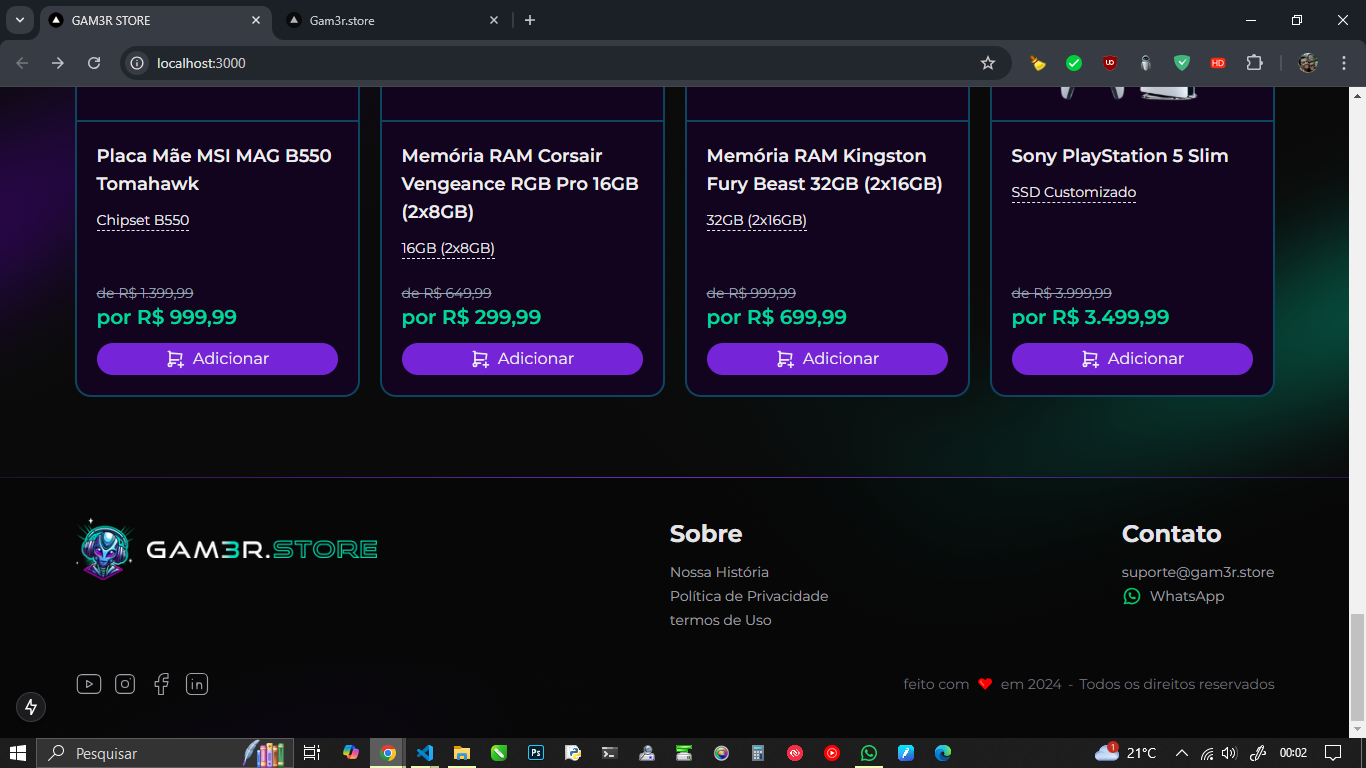 GAM3R STORE
Gam3r.store
localhost:3000
UD
HD
Placa Mãe MSI MAG B550
Tomahawk
Chipset B550
de R$ 1.399,99
por R$ 999,99
Adicionar
Memória RAM Corsair
Vengeance RGB Pro 16GB
(2x8GB)
16GB (2x8GB)
de R$ 649,99
por R$ 299,99
Adicionar
Memória RAM Kingston
Fury Beast 32GB (2x16GB)
32GB (2x16GB)
de R$ 999,99
por R$ 699,99
Adicionar
Sony PlayStation 5 Slim
SSD Customizado
de R$ 3.999,99
por R$ 3.499,99
Adicionar
GAM3R.STORE
Sobre
Nossa História
Política de Privacidade
termos de Uso
Contato
suporte@gam3r.store
WhatsApp
in
feito com ❤ em 2024 - Todos os direitos reservados
Pesquisar
Ps
1
21°C
00:02